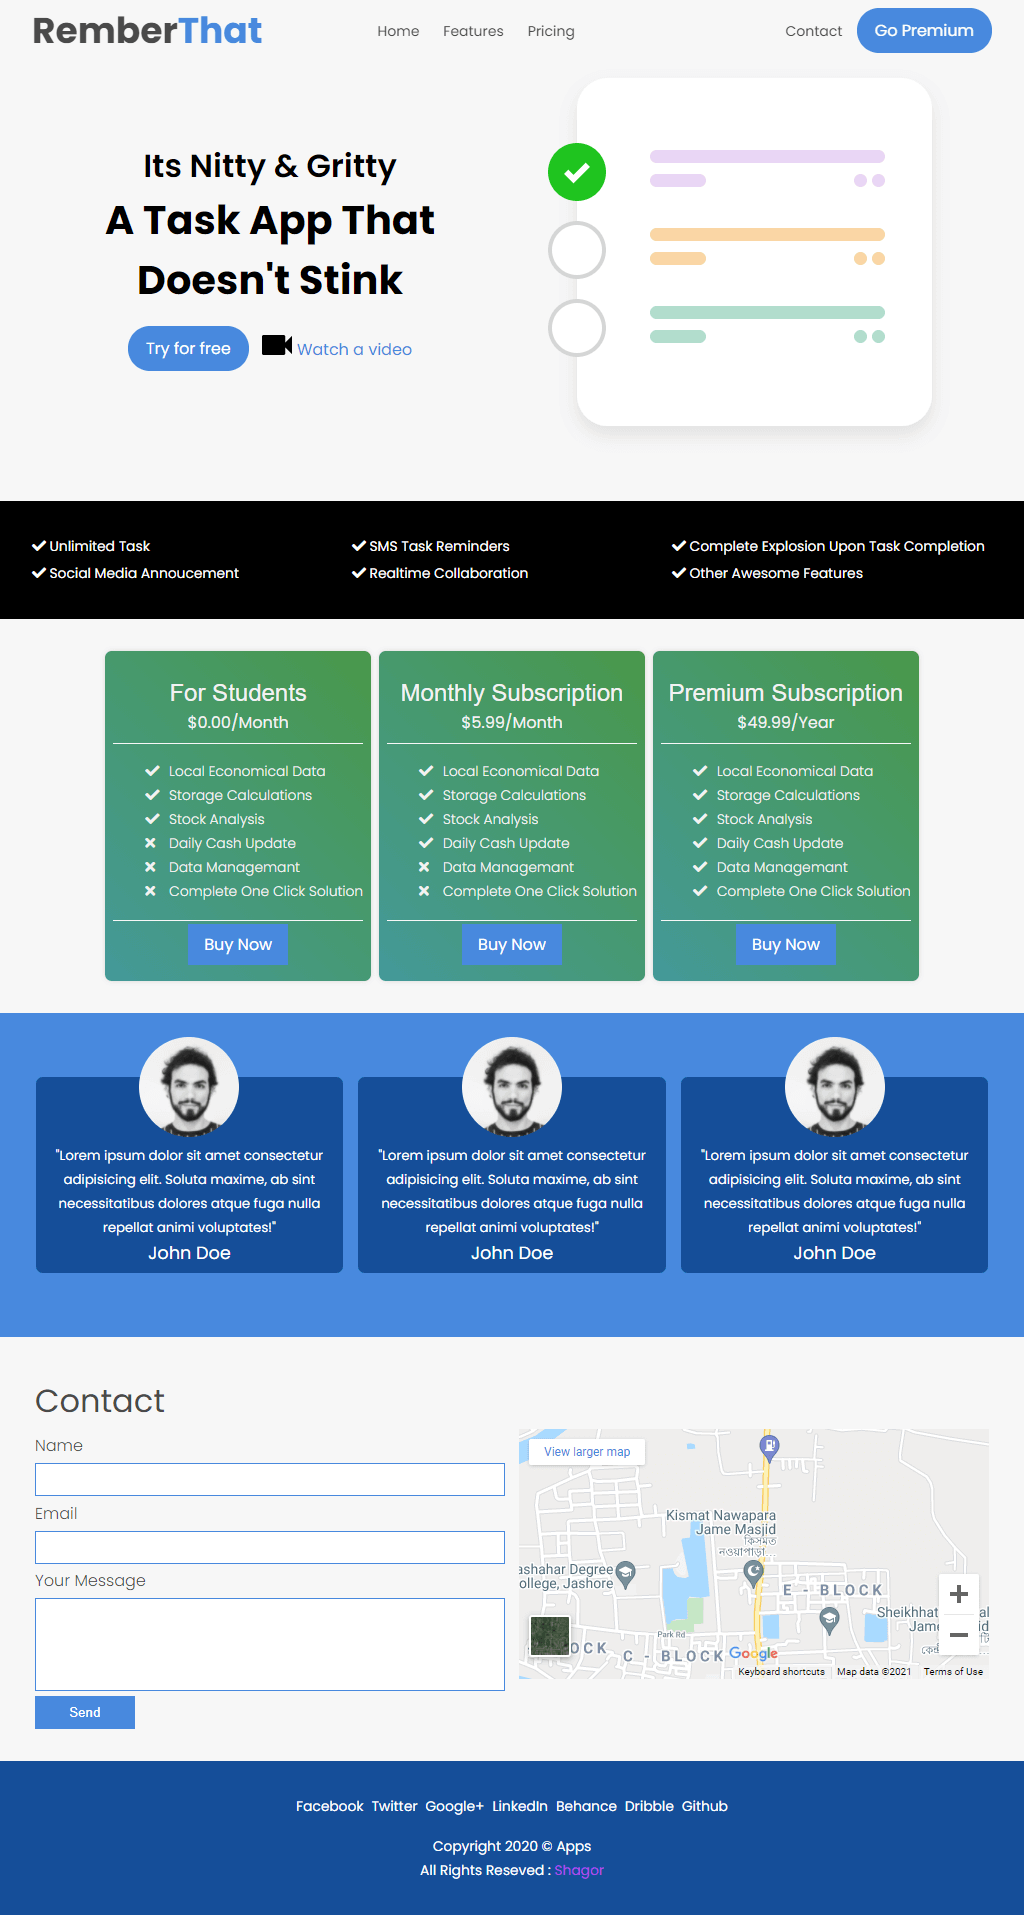 RemberThat
Home Features Pricing
Contact Go Premium
Its Nitty & Gritty
A Task App That
Doesn't Stink
Try for free Watch a video
Unlimited Task
SMS Task Reminders
Complete Explosion Upon Task Completion
Social Media Annoucement
Realtime Collaboration
Other Awesome Features
For Students
$0.00/Month
Local Economical Data
Storage Calculations
Stock Analysis
Daily Cash Update
Data Managemant
Complete One Click Solution
Buy Now
Monthly Subscription
$5.99/Month
Local Economical Data
Storage Calculations
Stock Analysis
Daily Cash Update
Data Managemant
Complete One Click Solution
Buy Now
Premium Subscription
$49.99/Year
Local Economical Data
Storage Calculations
Stock Analysis
Daily Cash Update
Data Managemant
Complete One Click Solution
Buy Now
"Lorem ipsum dolor sit amet consectetur
adipisicing elit. Soluta maxime, ab sint
necessitatibus dolores atque fuga nulla
repellat animi voluptates!"
John Doe
"Lorem ipsum dolor sit amet consectetur
adipisicing elit. Soluta maxime, ab sint
necessitatibus dolores atque fuga nulla
repellat animi voluptates!"
John Doe
"Lorem ipsum dolor sit amet consectetur
adipisicing elit. Soluta maxime, ab sint
necessitatibus dolores atque fuga nulla
repellat animi voluptates!"
John Doe
Contact
Name
Email
Your Message
Send
View larger map
Kismat Nawapara
Jame Masjid
কিসমত
নওয়াপাড়া...
ashahar Degree
ollege, Jashore
E - BLOCK
Sheikhhat
Jame
Park Rd
OCK
C - BLOCK
Google
Keyboard shortcuts Map data ©2021 Terms of Use
Facebook Twitter Google+ LinkedIn Behance Dribble Github
Copyright 2020 © Apps
All Rights Reseved : Shagor